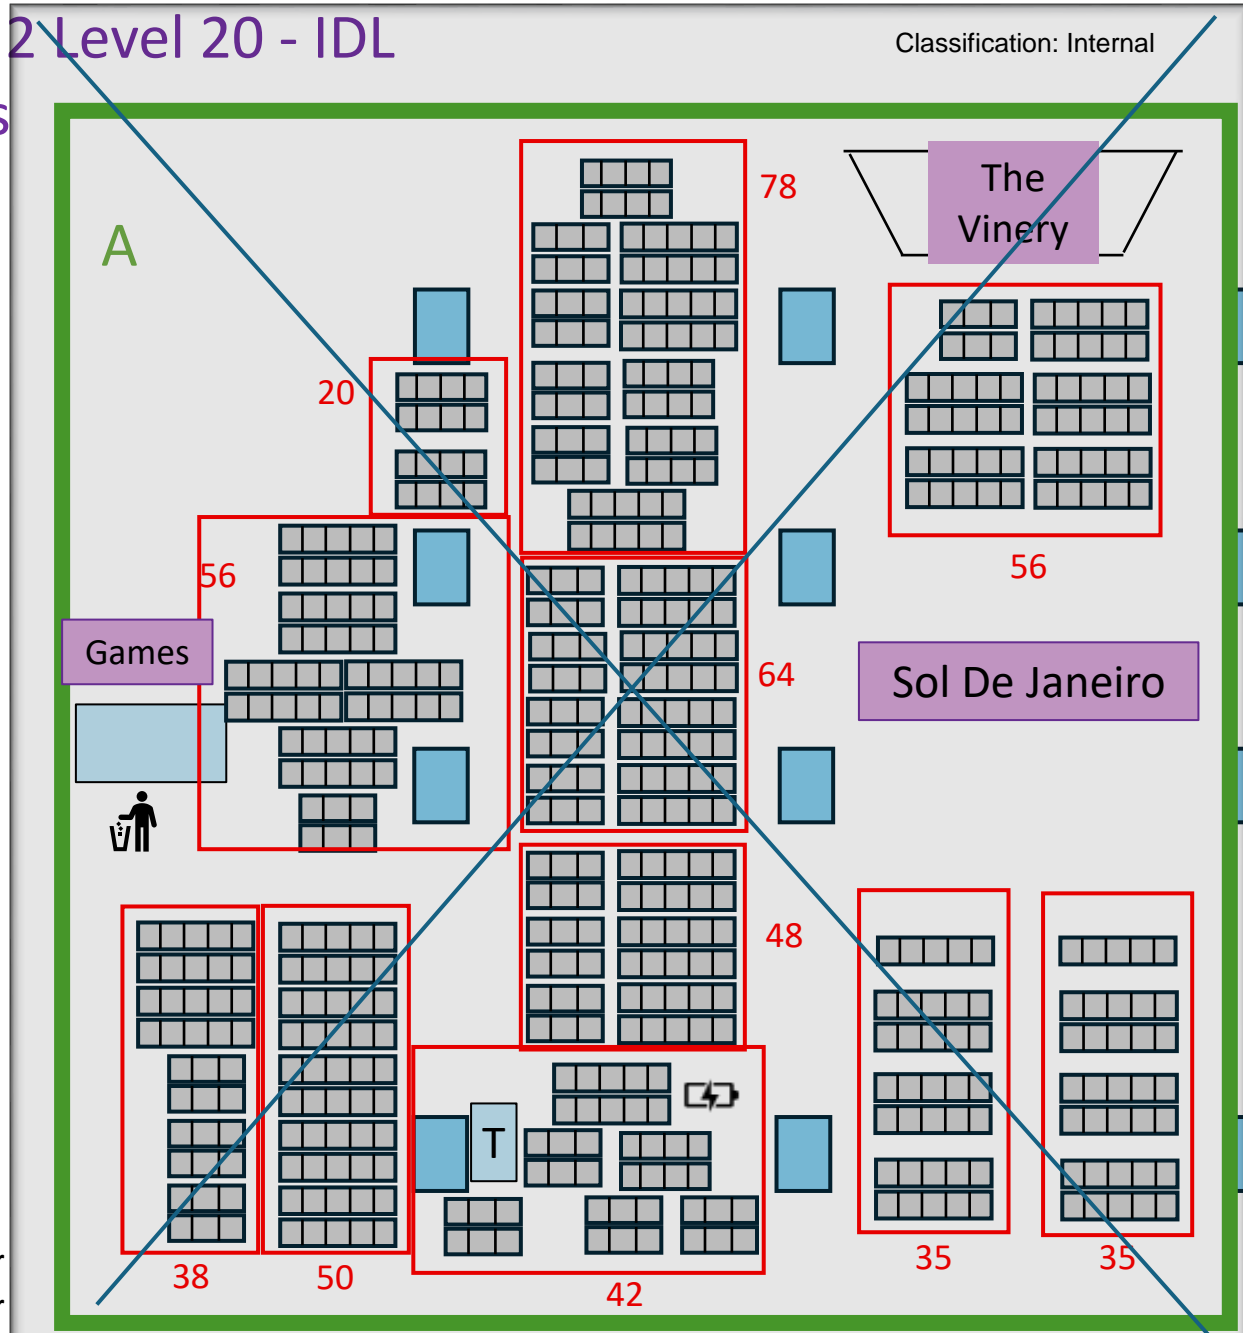 2 Level 20 - IDL
Classification: Internal
s
78
The
Vinery
A
20
56
56
Games
64
Sol De Janeiro
48
T
r
38
50
42
35
35
r